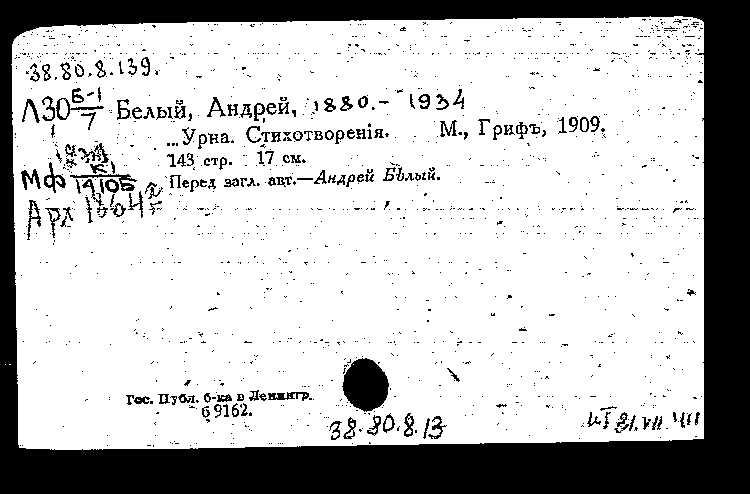 38.80.8.139.
Л30 Б-1/7 Белый, Андрей, 1880.- 1934
...Урна. Стихотворенія. М., Грифъ, 1909.
143 стр. 17 см.
Мф К1/14105 Перед загл. авт.—Андрей Бѣлый.
Арх
Гос. Публ. б-ка в Ленингр.
б 9162.
38.80.8.13